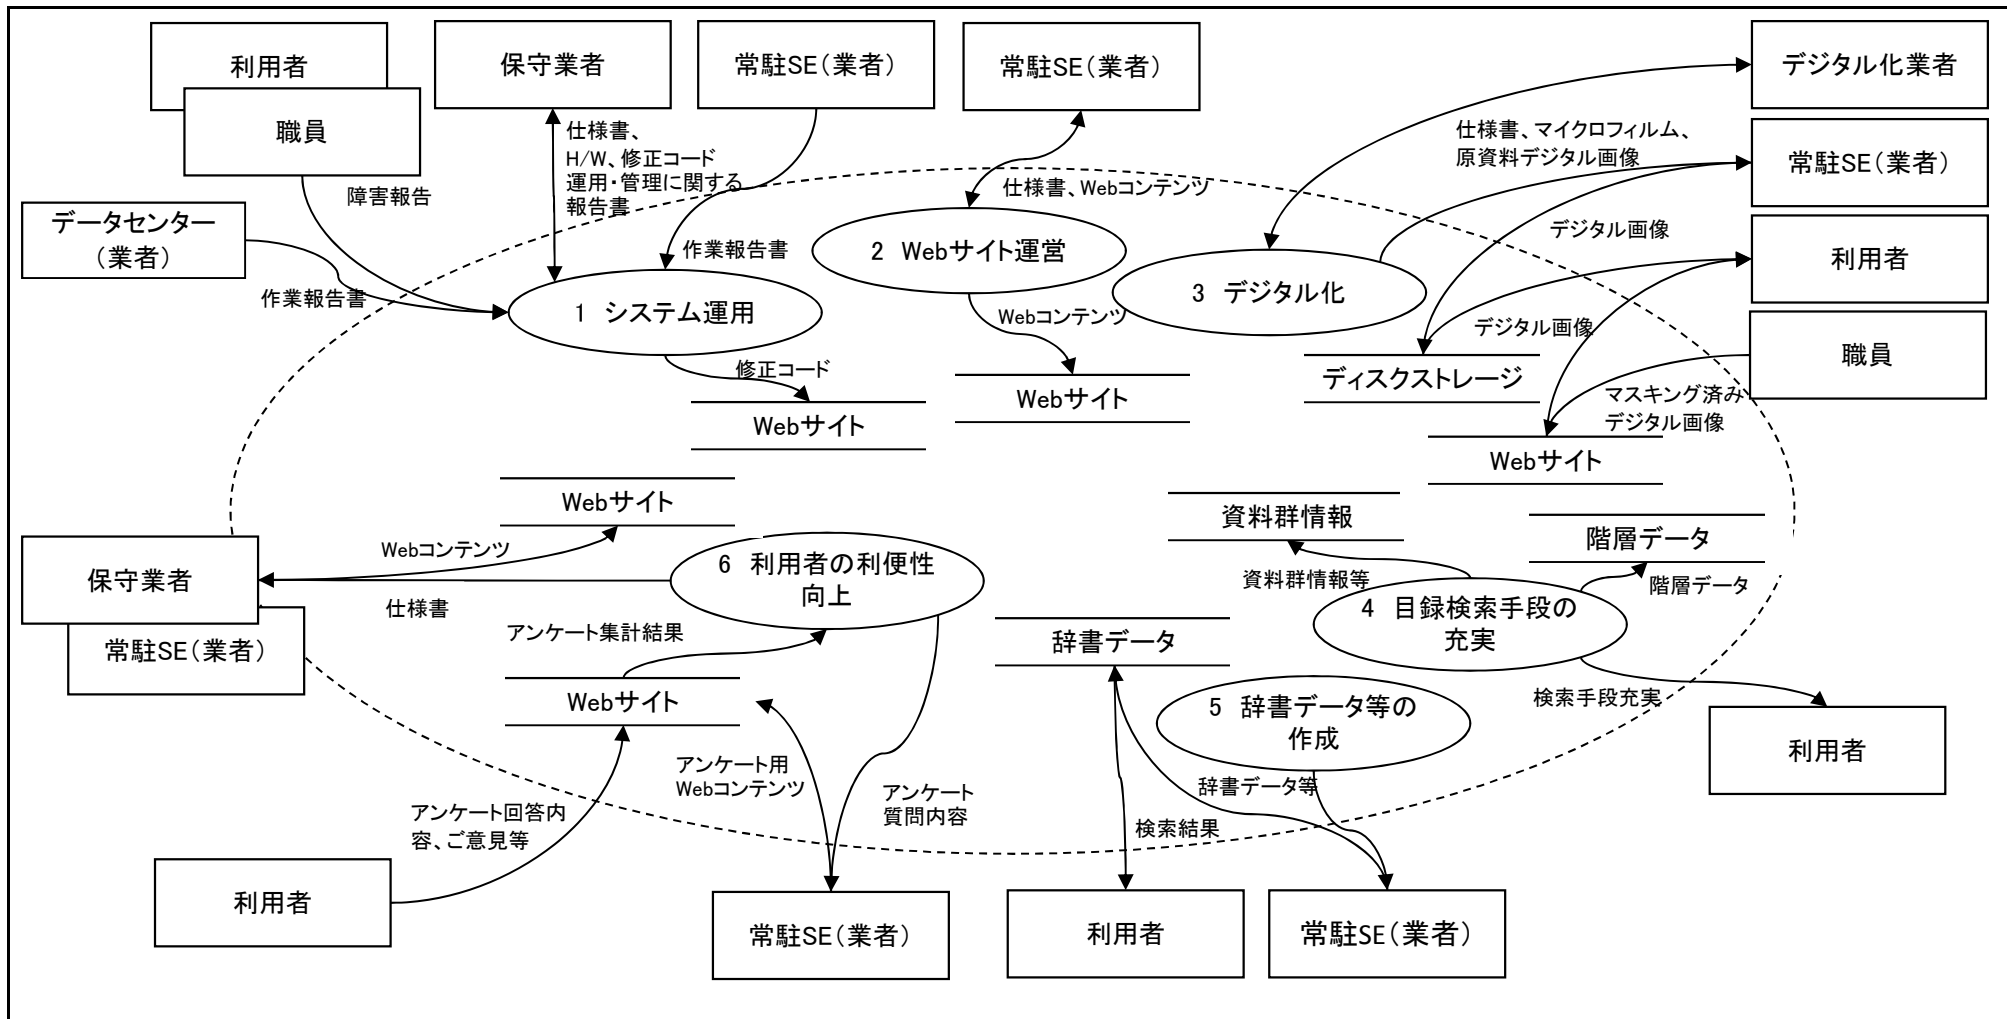 利用者
職員
保守業者
常駐SE（業者）
常駐SE（業者）
デジタル化業者
仕様書、
H/W、修正コード
運用・管理に関する
報告書
仕様書、マイクロフィルム、
原資料デジタル画像
常駐SE（業者）
障害報告
仕様書、Webコンテンツ
データセンター
（業者）
作業報告書
作業報告書
2　Webサイト運営
3　デジタル化
デジタル画像
利用者
1　システム運用
Webコンテンツ
デジタル画像
職員
修正コード
ディスクストレージ
Webサイト
Webサイト
マスキング済み
デジタル画像
Webサイト
Webサイト
資料群情報
階層データ
Webコンテンツ
保守業者
常駐SE（業者）
仕様書
6　利用者の利便性
向上
資料群情報等
階層データ
4　目録検索手段の
充実
アンケート集計結果
辞書データ
Webサイト
5　辞書データ等の
作成
検索手段充実
利用者
アンケート用
Webコンテンツ
アンケート
質問内容
辞書データ等
アンケート回答内
容、ご意見等
検索結果
利用者
常駐SE（業者）
利用者
常駐SE（業者）